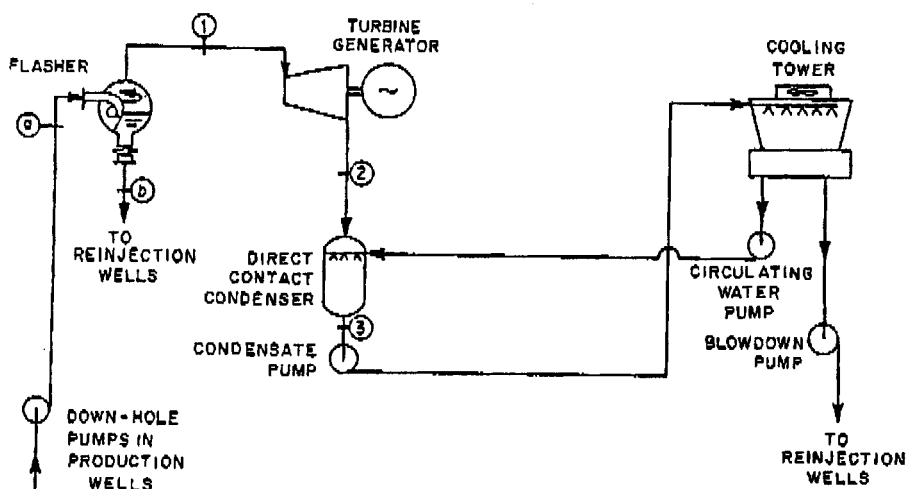 1
TURBINE
GENERATOR
COOLING
TOWER
FLASHER
~
a
2
b
TO
REINJECTION
WELLS
DIRECT
CONTACT
CONDENSER
CIRCULATING
WATER
PUMP
3
CONDENSATE
PUMP
BLOWDOWN
PUMP
DOWN-HOLE
PUMPS IN
PRODUCTION
WELLS
TO
REINJECTION
WELLS